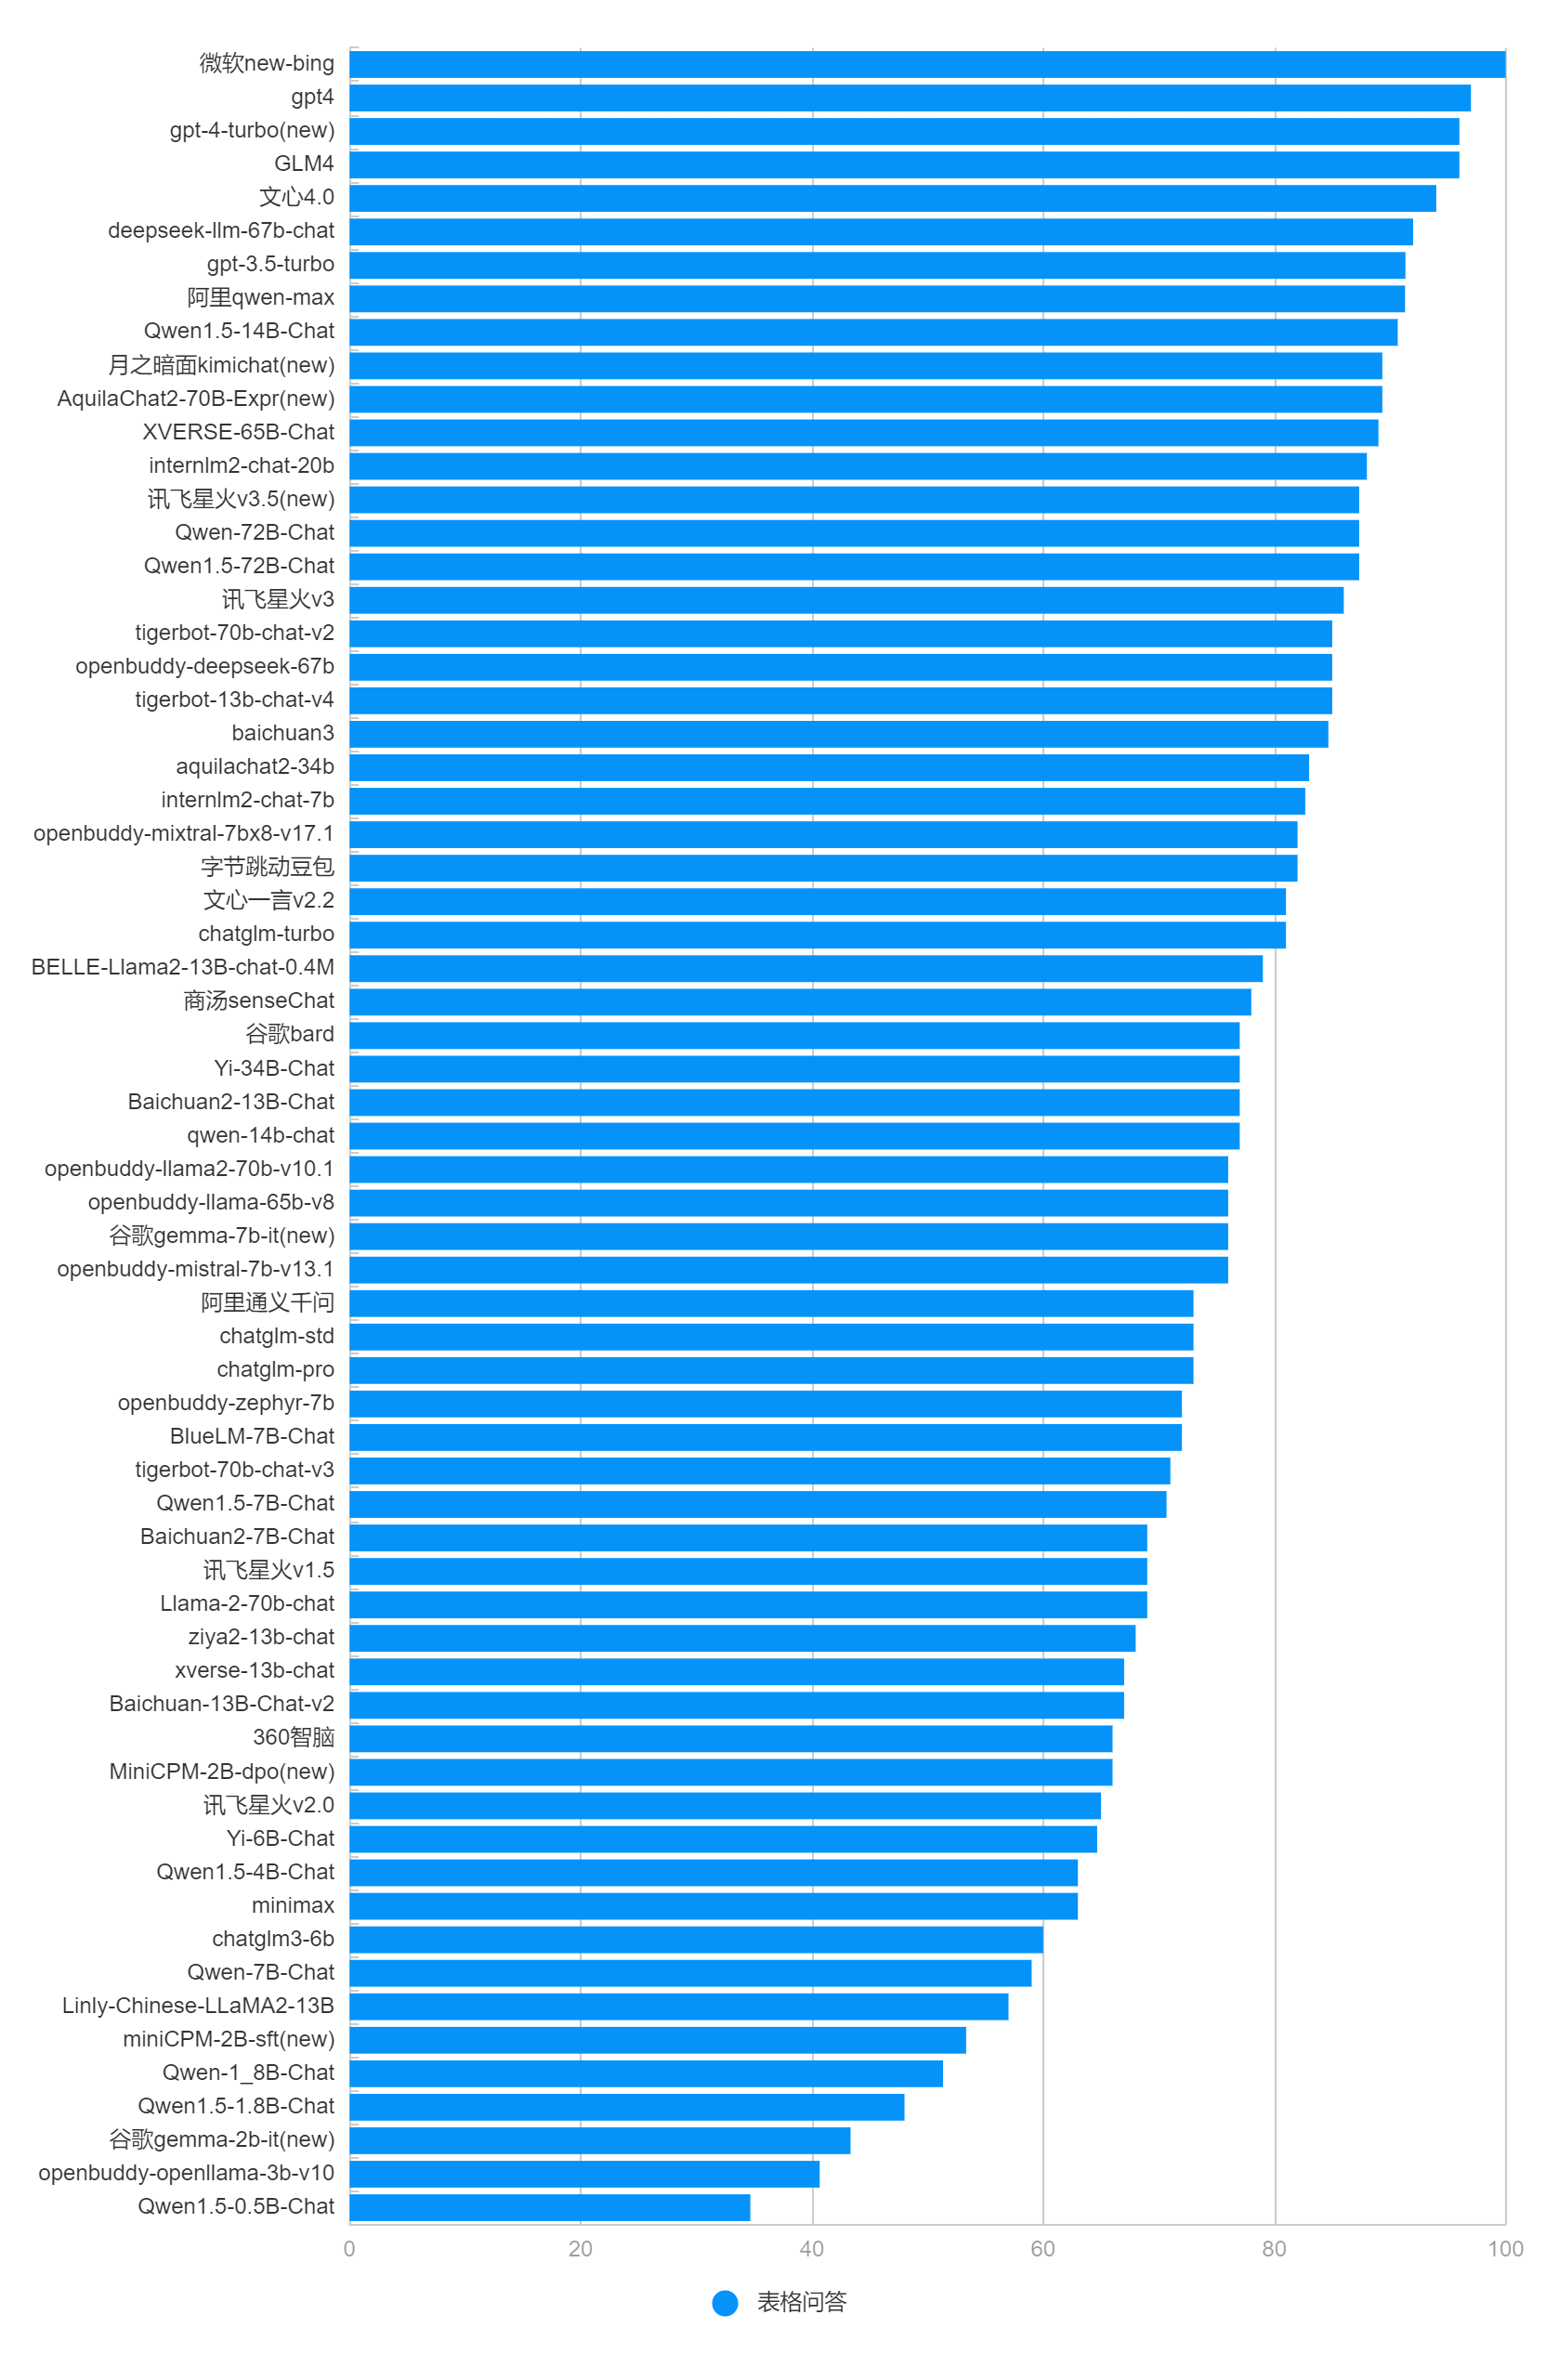 微软new-bing
gpt4
gpt-4-turbo(new)
GLM4
文心4.0
deepseek-llm-67b-chat
gpt-3.5-turbo
阿里qwen-max
Qwen1.5-14B-Chat
月之暗面kimichat(new)
AquilaChat2-70B-Expr(new)
XVERSE-65B-Chat
internlm2-chat-20b
讯飞星火v3.5(new)
Qwen-72B-Chat
Qwen1.5-72B-Chat
讯飞星火v3
tigerbot-70b-chat-v2
openbuddy-deepseek-67b
tigerbot-13b-chat-v4
baichuan3
aquilachat2-34b
internlm2-chat-7b
openbuddy-mixtral-7bx8-v17.1
字节跳动豆包
文心一言v2.2
chatglm-turbo
BELLE-Llama2-13B-chat-0.4M
商汤senseChat
谷歌bard
Yi-34B-Chat
Baichuan2-13B-Chat
qwen-14b-chat
openbuddy-llama2-70b-v10.1
openbuddy-llama-65b-v8
谷歌gemma-7b-it(new)
openbuddy-mistral-7b-v13.1
阿里通义千问
chatglm-std
chatglm-pro
openbuddy-zephyr-7b
BlueLM-7B-Chat
tigerbot-70b-chat-v3
Qwen1.5-7B-Chat
Baichuan2-7B-Chat
讯飞星火v1.5
Llama-2-70b-chat
ziya2-13b-chat
xverse-13b-chat
Baichuan-13B-Chat-v2
360智脑
MiniCPM-2B-dpo(new)
讯飞星火v2.0
Yi-6B-Chat
Qwen1.5-4B-Chat
minimax
chatglm3-6b
Qwen-7B-Chat
Linly-Chinese-LLaMA2-13B
miniCPM-2B-sft(new)
Qwen-1_8B-Chat
Qwen1.5-1.8B-Chat
谷歌gemma-2b-it(new)
openbuddy-openllama-3b-v10
Qwen1.5-0.5B-Chat
0 20 40 60 80 100
表格问答